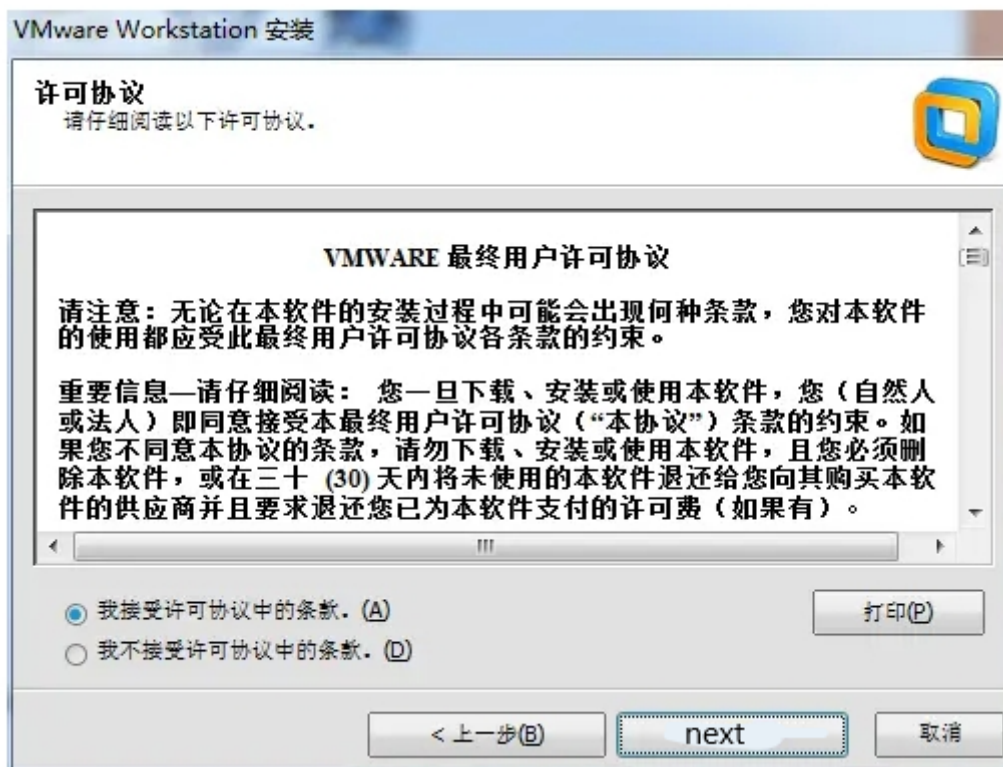 VMware Workstation 安装
许可协议
请仔细阅读以下许可协议.
VMWARE 最终用户许可协议
请注意：无论在本软件的安装过程中可能会出现何种条款，您对本软件
的使用都应受此最终用户许可协议各条款的约束。
重要信息—请仔细阅读： 您一旦下载、安装或使用本软件，您（自然人
或法人）即同意接受本最终用户许可协议（“本协议”）条款的约束。如
果您不同意本协议的条款，请勿下载、安装或使用本软件，且您必须删
除本软件，或在三十 (30) 天内将未使用的本软件退还给您向其购买本软
件的供应商并且要求退还您已为本软件支付的许可费（如果有）。
我接受许可协议中的条款. (A)
打印(P)
我不接受许可协议中的条款. (D)
< 上一步(B)
next
取消